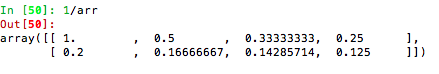 In [50]: 1/arr
Out[50]:
array([[ 1.        ,  0.5       ,  0.33333333,  0.25      ],
       [ 0.2       ,  0.16666667,  0.14285714,  0.125     ]])